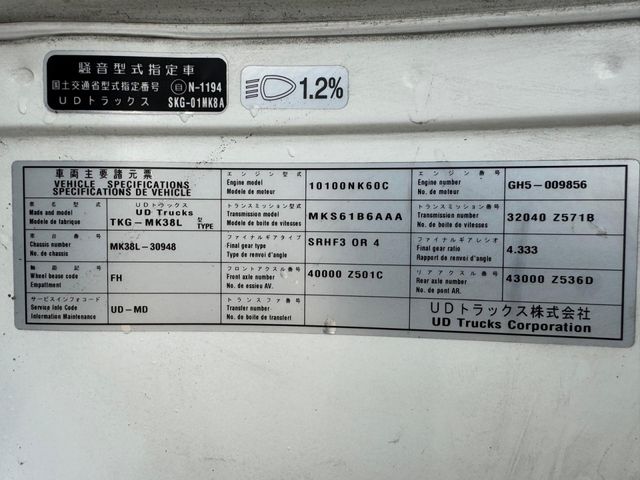 騒音型式指定車
国土交通省型式指定番号 自 N-1194
UDトラックス SKG-01MK8A
1.2%
車両主要諸元票
VEHICLE SPECIFICATIONS
SPECIFICATIONS DE VEHICLE
エンジン型式
Engine model
Modele de moteur
10100NK60C
エンジン番号
Engine number
No. de moteur
GH5-009856
車名型式
Made and model
Modele de fabrique
UDトラックス
UD Trucks
TKG-MK38L 型 TYPE
トランスミッション型式
Transmission model
Modele de boite de vitesses
MKS61B6AAA
トランスミッション番号
Transmission number
No. de boite de vitesses
32040 Z571B
車台番号
Chassis number
No. de chassis
MK38L-30948
ファイナルギアタイプ
Final gear type
Type de renvoi d'angle
SRHF3 OR 4
ファイナルギアレシオ
Final gear ratio
Rapport de renvoi d'angle
4.333
軸距記号
Wheel base code
Empattement
FH
フロントアクスル番号
Front axle number
No. de essieu AV.
40000 Z501C
リアアクスル番号
Rear axle number
No. de pont AR.
43000 Z536D
サービスインフォコード
Service Info Code
Information Maintenance
UD-MD
トランスファ番号
Transfer number
No. de boite de transfert
UDトラックス株式会社
UD Trucks Corporation